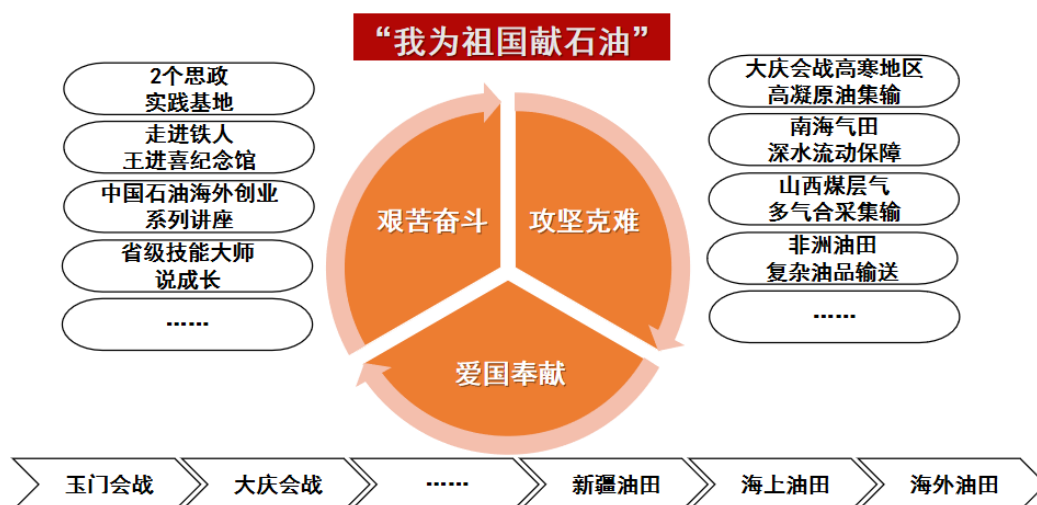 “我为祖国献石油”
2个思政
实践基地
走进铁人
王进喜纪念馆
中国石油海外创业
系列讲座
省级技能大师
说成长
……
艰苦奋斗
攻坚克难
爱国奉献
大庆会战高寒地区
高凝原油集输
南海气田
深水流动保障
山西煤层气
多气合采集输
非洲油田
复杂油品输送
……
玉门会战
大庆会战
……
新疆油田
海上油田
海外油田